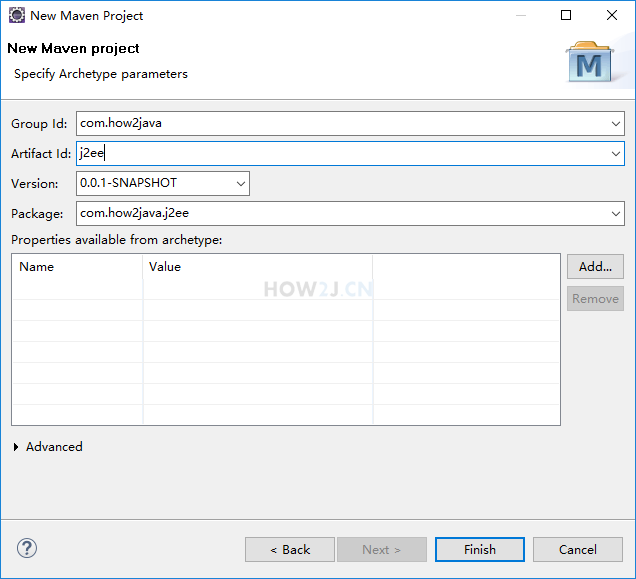 New Maven Project
New Maven project
Specify Archetype parameters
M
Group Id: com.how2java
Artifact Id: j2ee
Version: 0.0.1-SNAPSHOT
Package: com.how2java.j2ee
Properties available from archetype:
Name Value Add...
HOW2J.CN
Remove
Advanced
? < Back Next > Finish Cancel